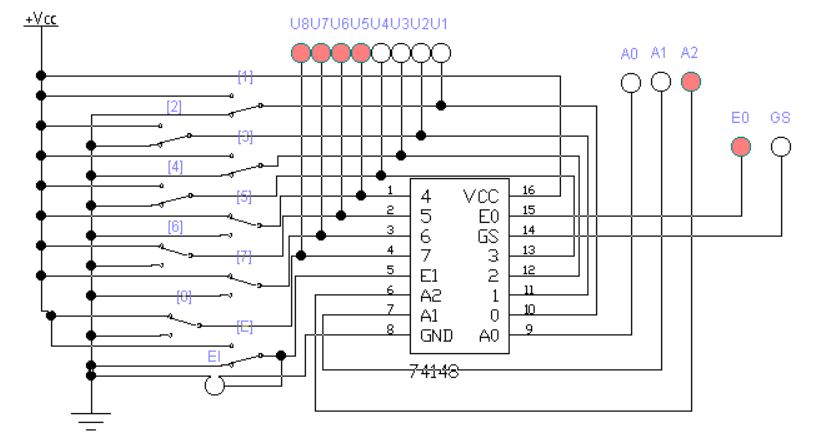 +Vcc
U8U7U6U5U4U3U2U1
A0 A1 A2
E0 GS
[1]
[2]
[3]
[4]
[5]
[6]
[7]
[0]
[E]
EI
1 4 VCC 16
2 5 E0 15
3 6 GS 14
4 7 3 13
5 E1 2 12
6 A2 1 11
7 A1 0 10
8 GND A0 9
74148